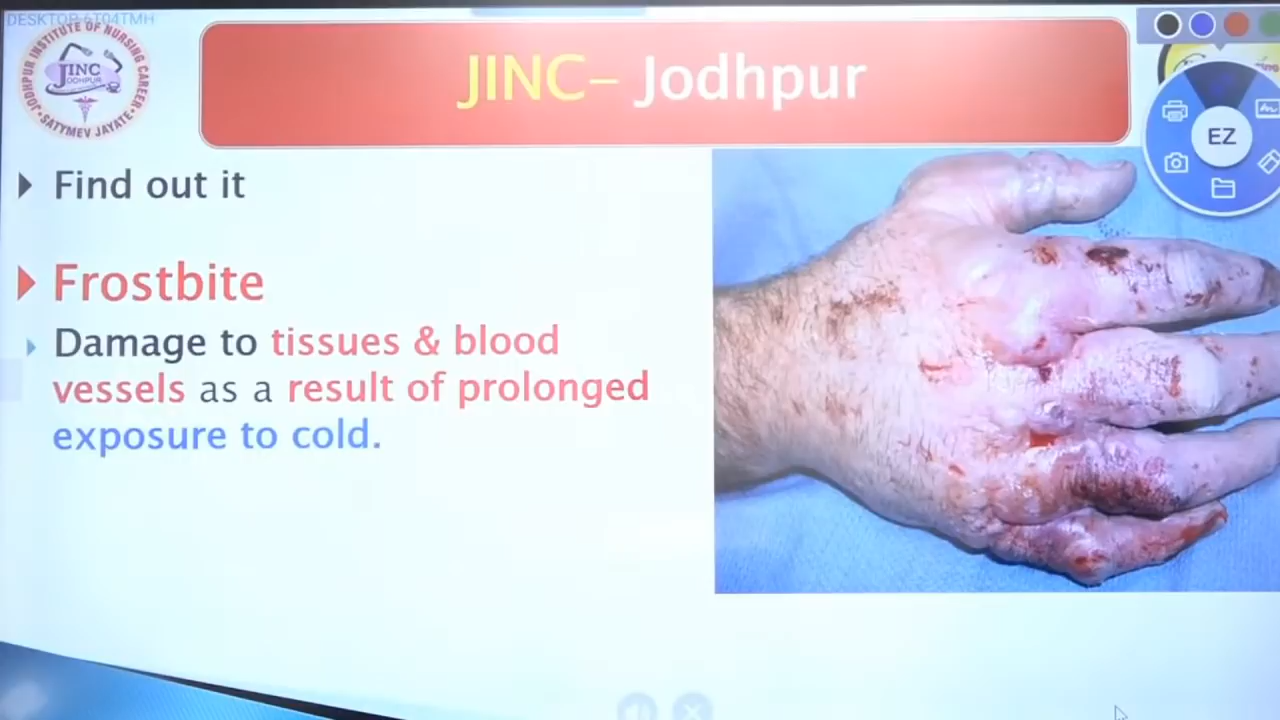 DESKTOP-6T04TMH
JODHPUR INSTITUTE OF NURSING CAREER
JINC
JODHPUR
SATYMEV JAYATE
JINC- Jodhpur
EZ
Find out it
Frostbite
Damage to tissues & blood
vessels as a result of prolonged
exposure to cold.